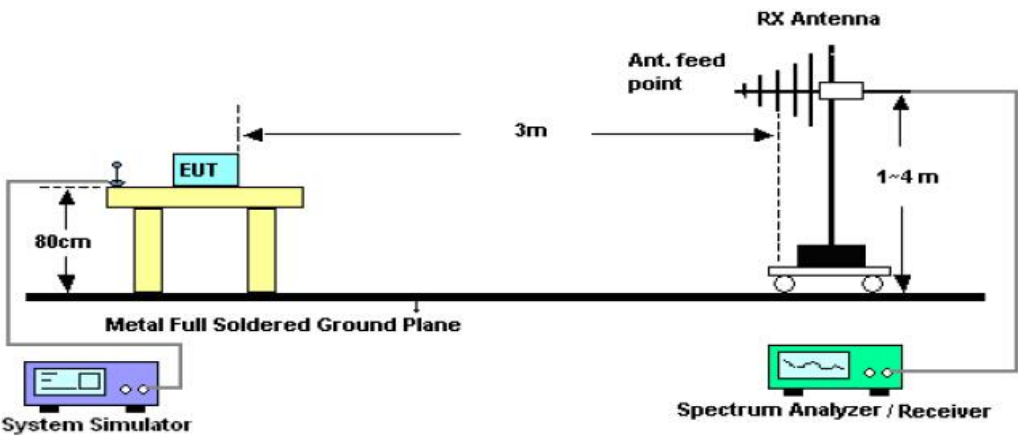 RX Antenna
Ant. feed
point
3m
EUT
1~4 m
80cm
Metal Full Soldered Ground Plane
System Simulator
Spectrum Analyzer / Receiver